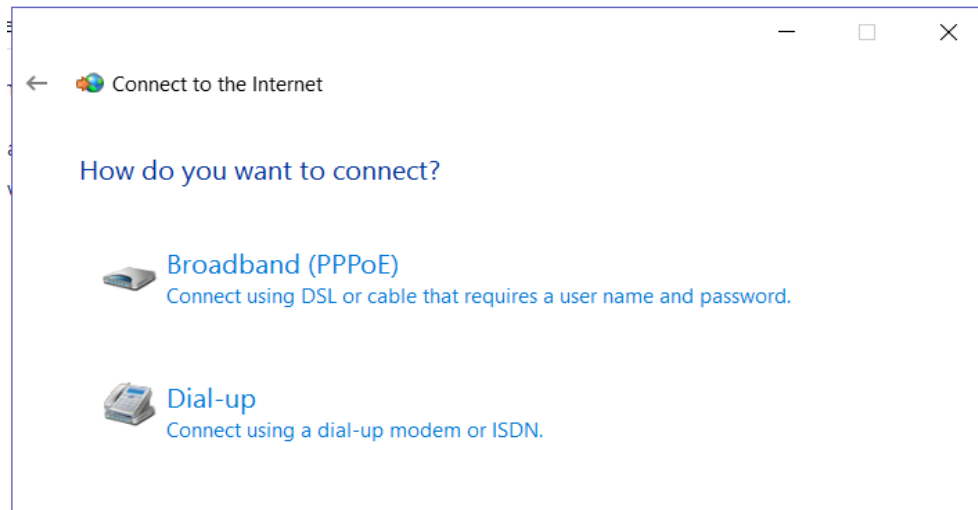 Connect to the Internet
How do you want to connect?
Broadband (PPPoE)
Connect using DSL or cable that requires a user name and password.
Dial-up
Connect using a dial-up modem or ISDN.